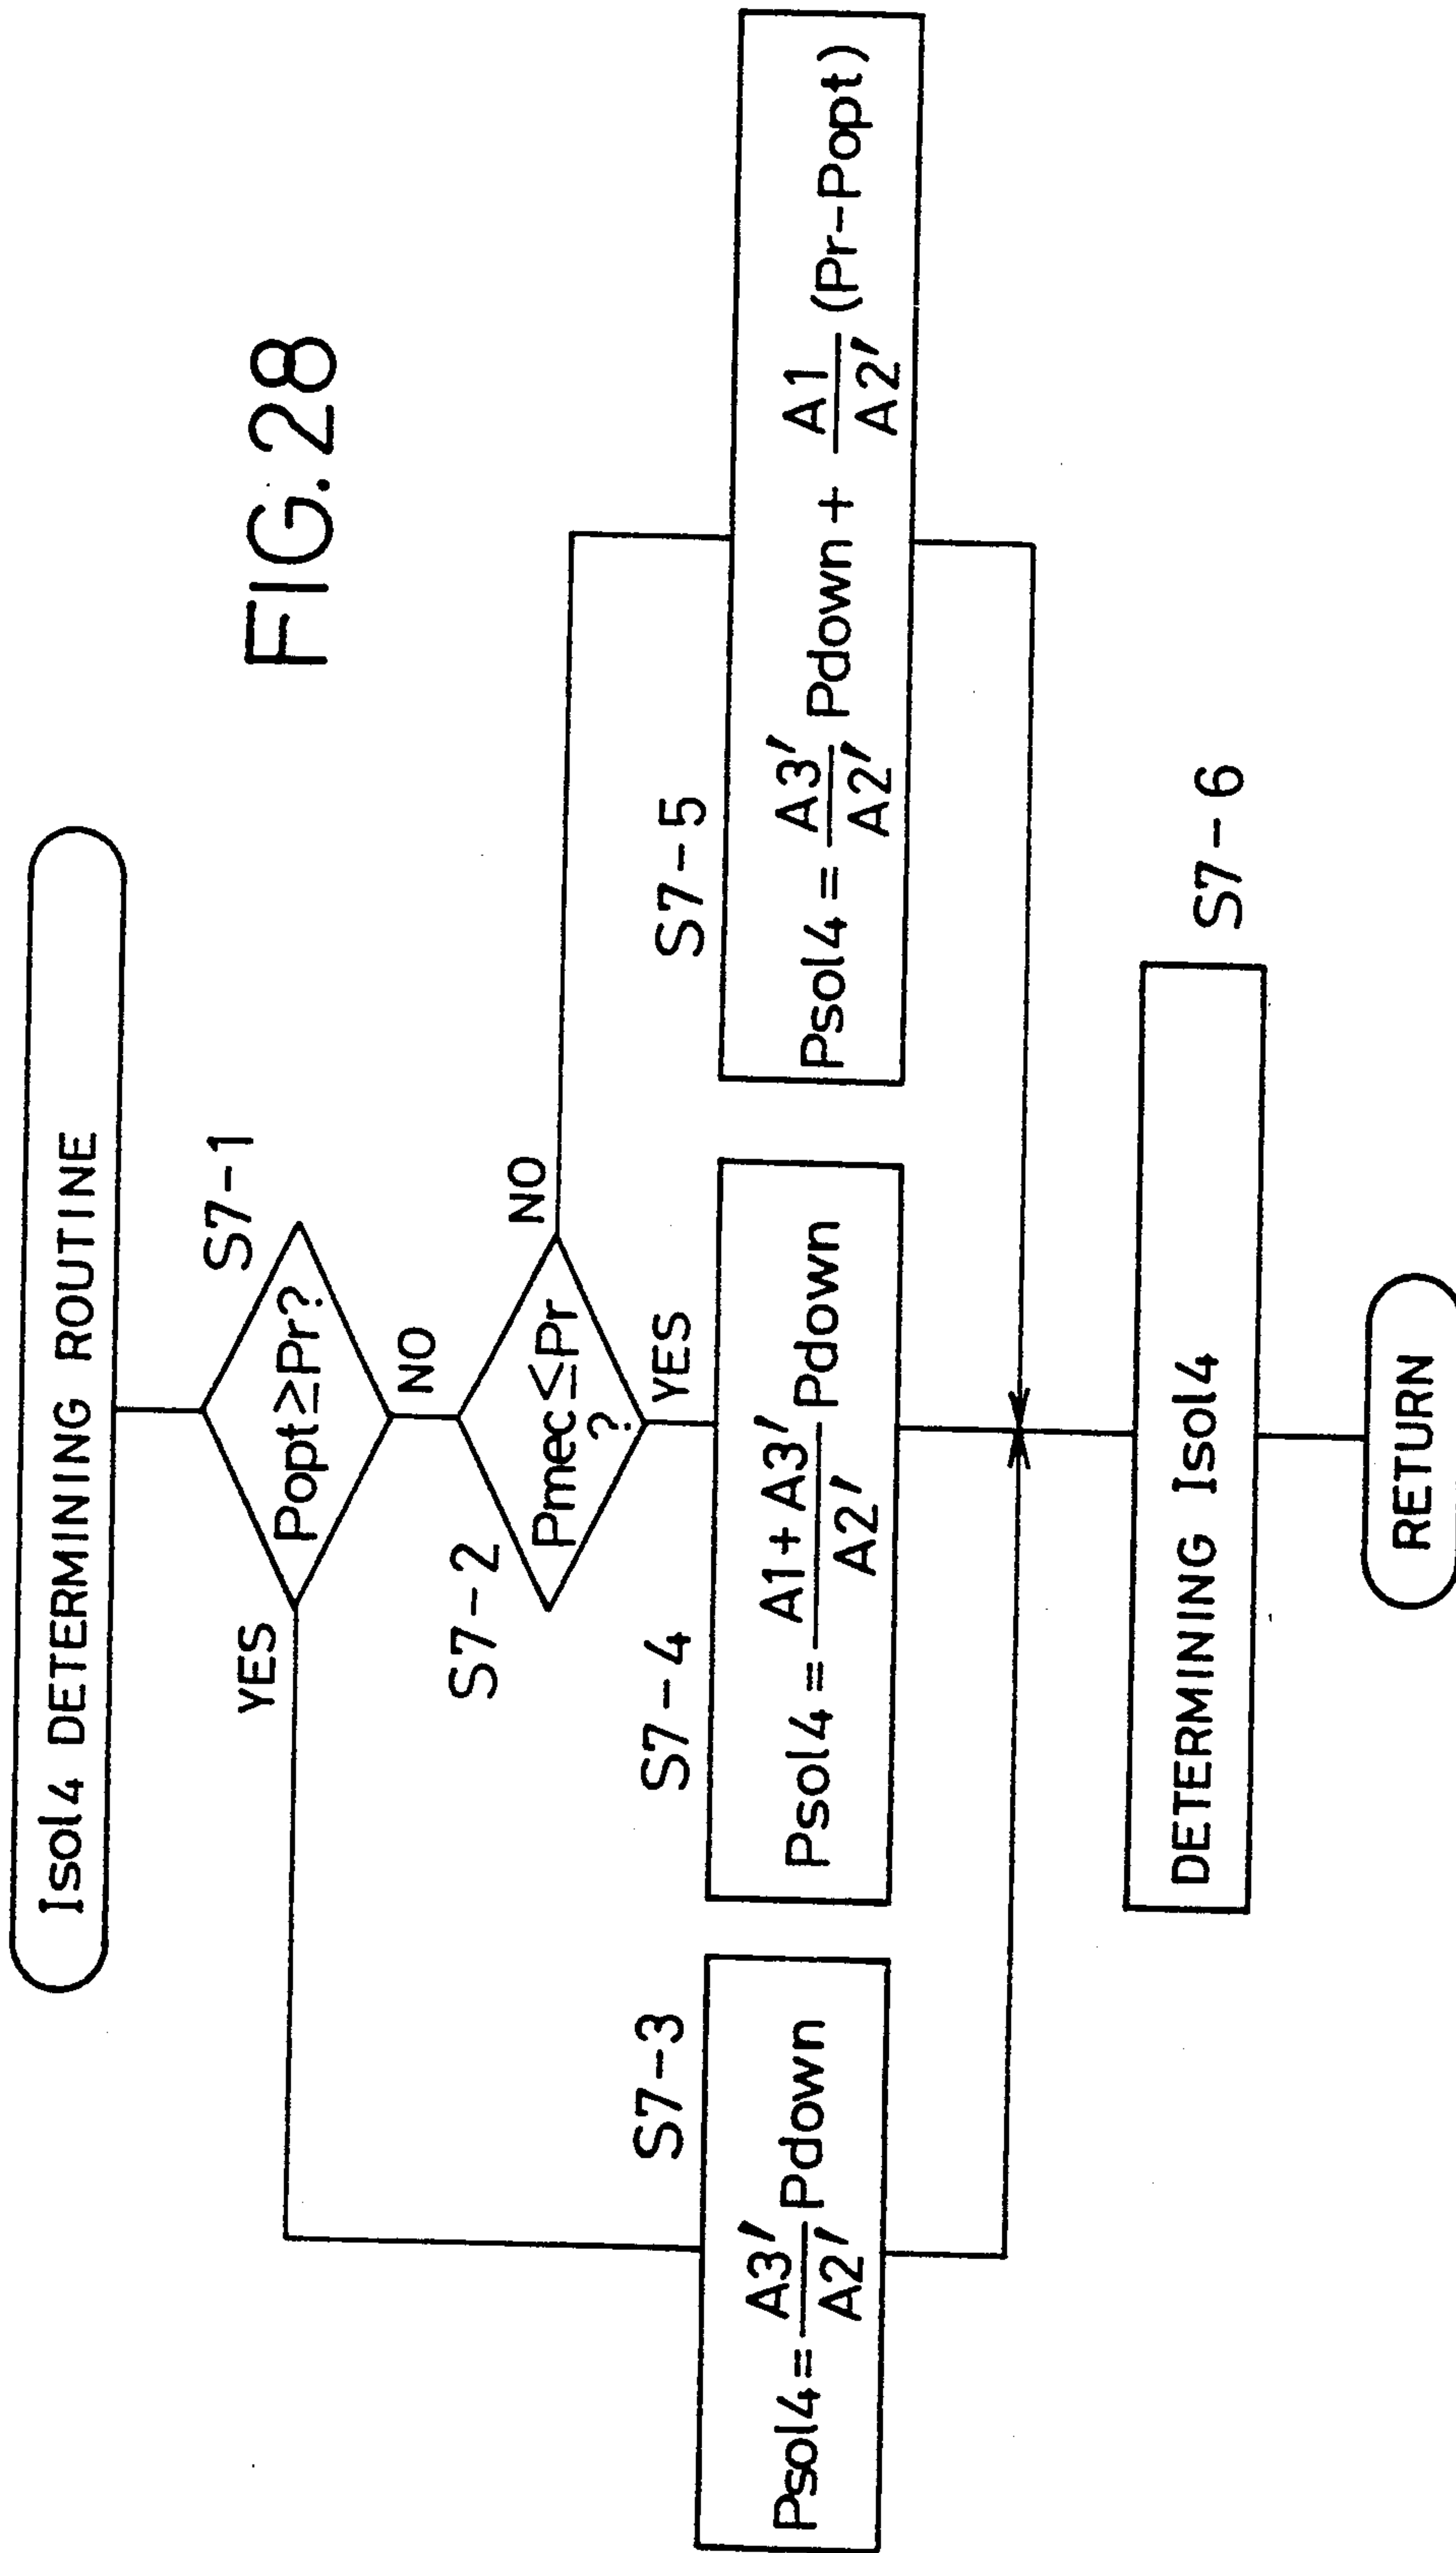 FIG. 28
Isol4 DETERMINING ROUTINE
S7-1
Popt≥Pr?
YES
NO
S7-2
Pmec≤Pr
?
NO
YES
S7-3
Psol4 = A3'/A2' Pdown
S7-4
Psol4 = A1+A3'/A2' Pdown
S7-5
Psol4 = A3'/A2' Pdown + A1/A2' (Pr-Popt)
S7-6
DETERMINING Isol4
RETURN